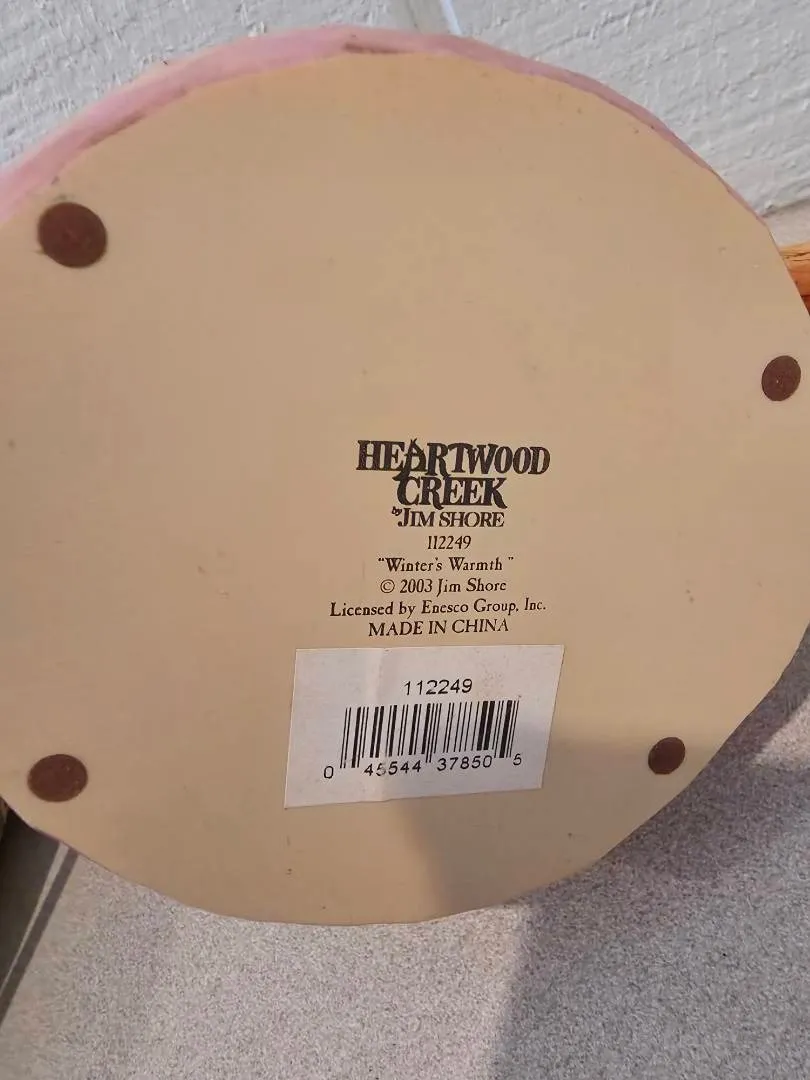 HEARTWOOD
CREEK
by JIM SHORE
112249
"Winter's Warmth "
© 2003 Jim Shore
Licensed by Enesco Group, Inc.
MADE IN CHINA
112249
0 45544 37850 5